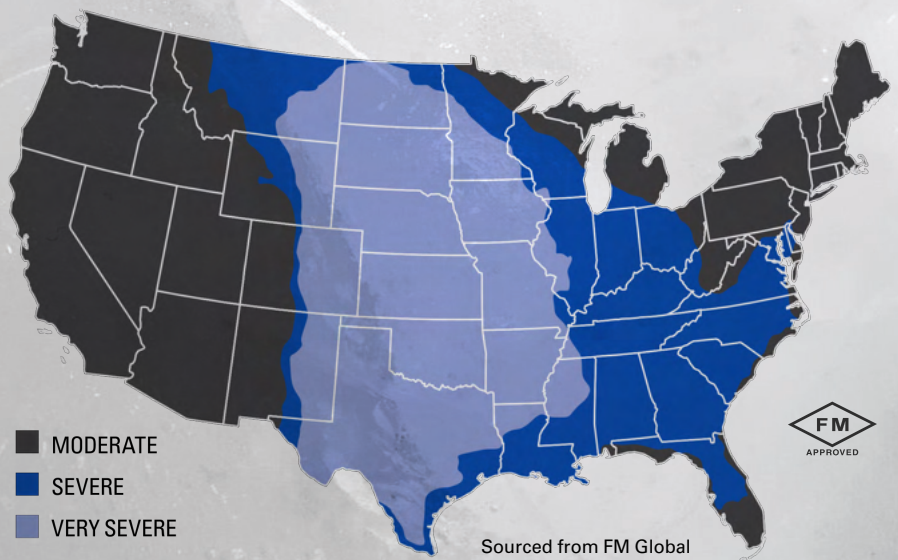 MODERATE
SEVERE
VERY SEVERE
FM
APPROVED
Sourced from FM Global